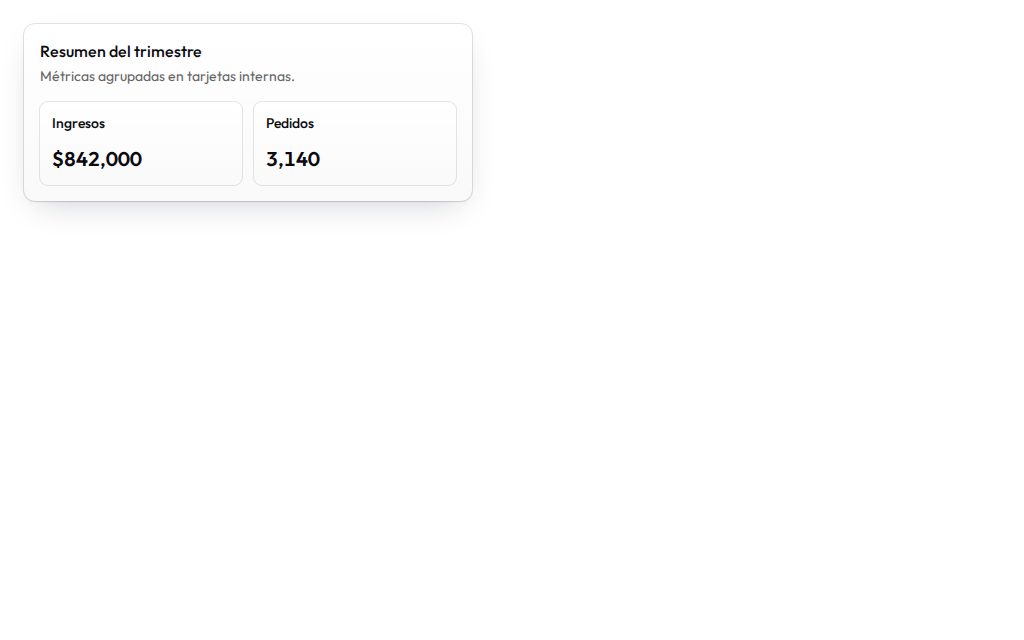 Resumen del trimestre
Métricas agrupadas en tarjetas internas.
Ingresos
$842,000
Pedidos
3,140